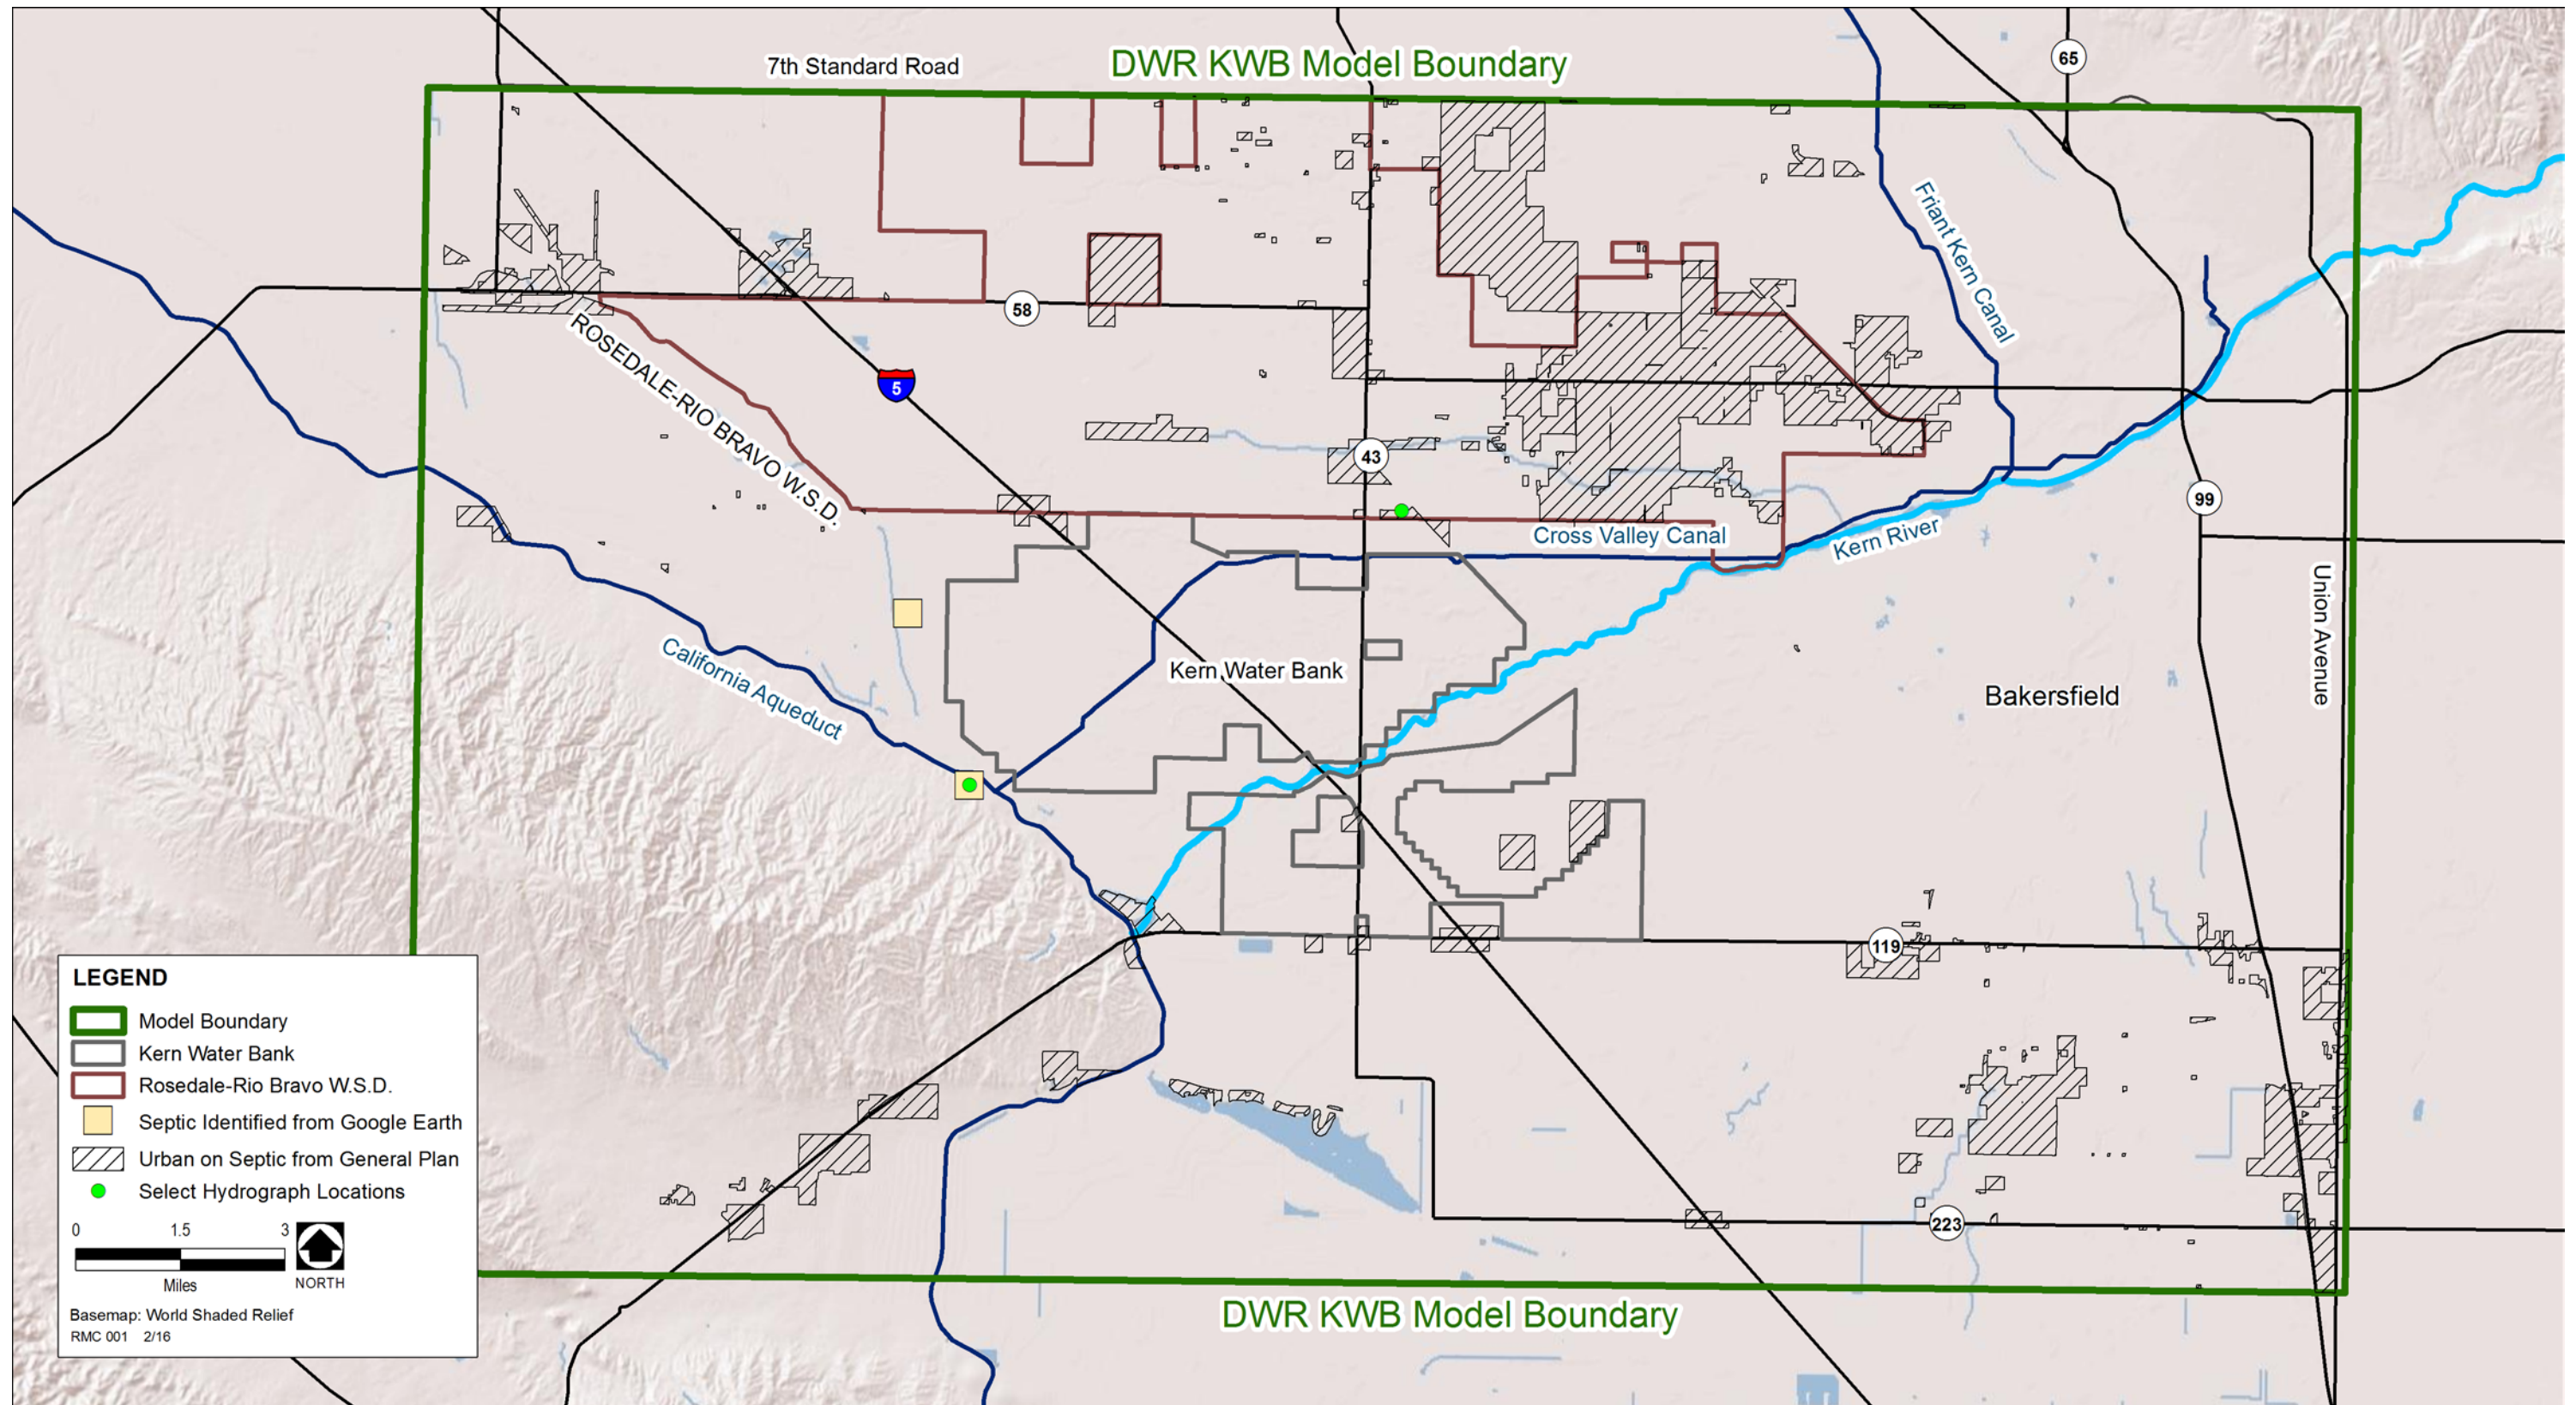 65
7th Standard Road
DWR KWB Model Boundary
Friant Kern Canal
58
ROSEDALE-RIO BRAVO W.S.D.
5
43
99
Cross Valley Canal
Kern River
Union Avenue
California Aqueduct
Kern Water Bank
Bakersfield
119
223
DWR KWB Model Boundary
LEGEND
Model Boundary
Kern Water Bank
Rosedale-Rio Bravo W.S.D.
Septic Identified from Google Earth
Urban on Septic from General Plan
Select Hydrograph Locations
0 1.5 3
Miles
NORTH
Basemap: World Shaded Relief
RMC 001 2/16